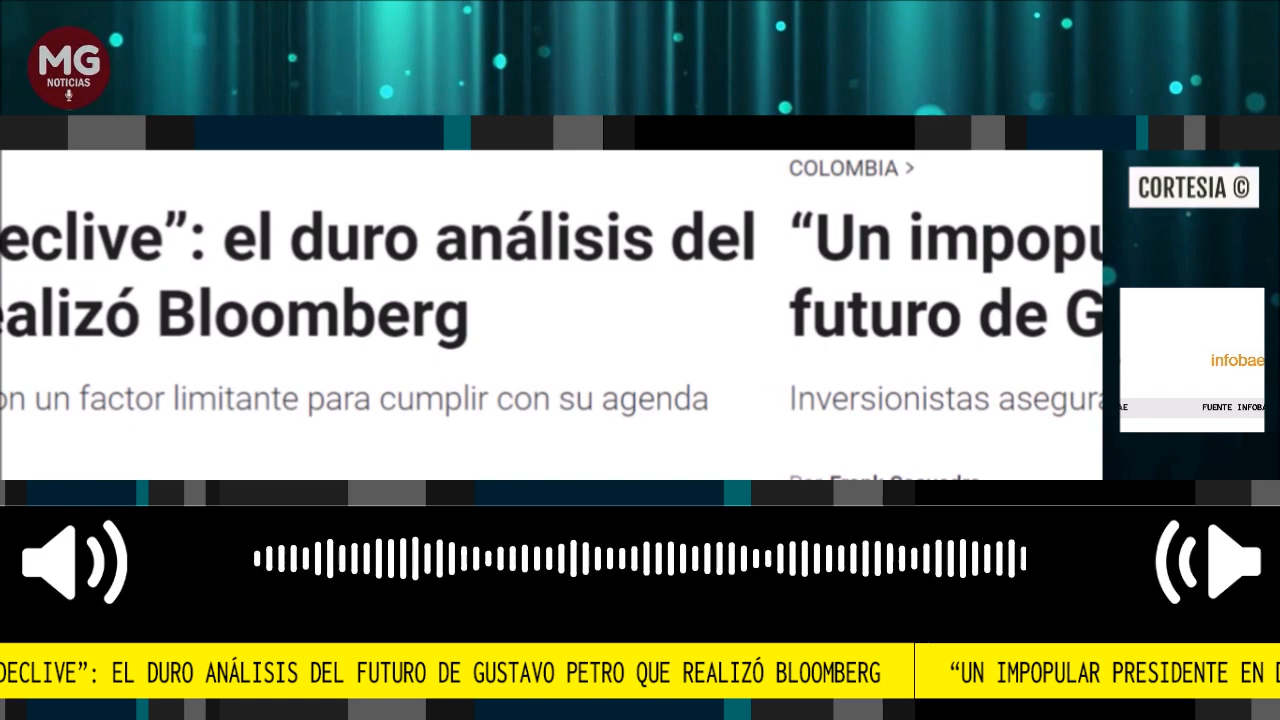 MG
NOTICIAS
eclive”: el duro análisis del
ealizó Bloomberg
on un factor limitante para cumplir con su agenda
COLOMBIA >
“Un impopu
futuro de G
Inversionistas asegura
CORTESIA ©
infobae
AE FUENTE INFOBA
DECLIVE”: EL DURO ANÁLISIS DEL FUTURO DE GUSTAVO PETRO QUE REALIZÓ BLOOMBERG
“UN IMPOPULAR PRESIDENTE EN D